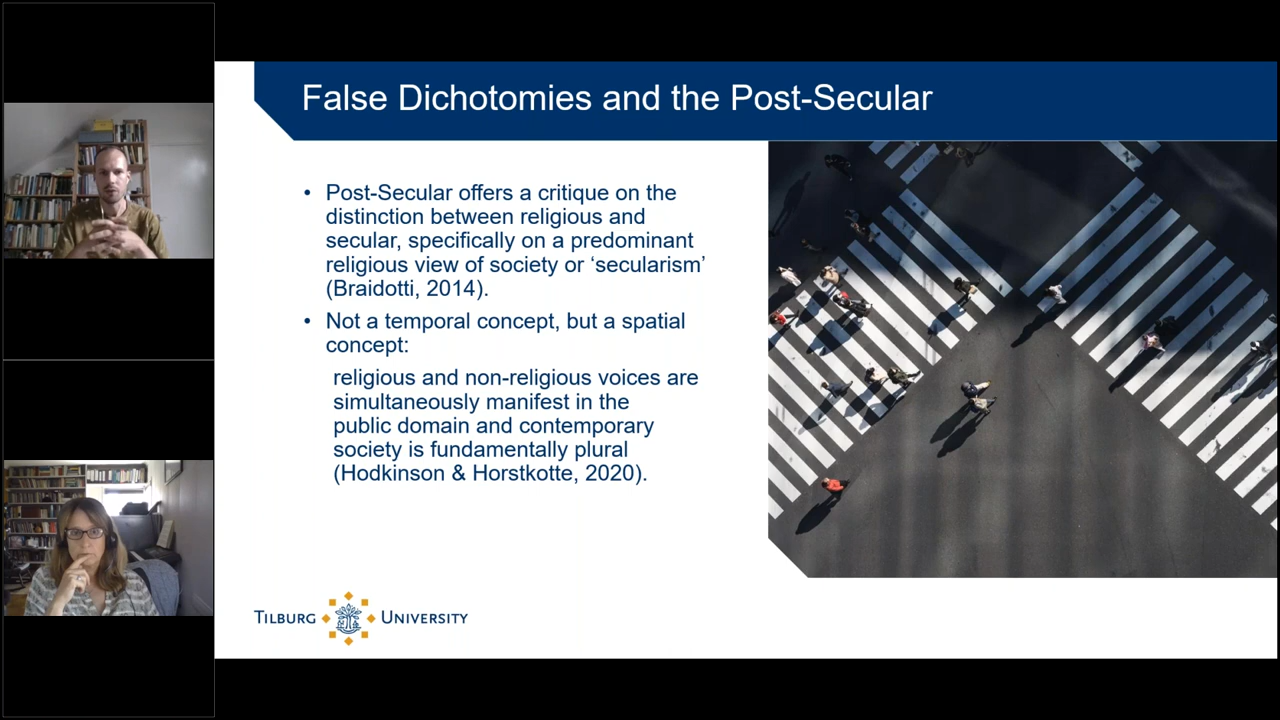 False Dichotomies and the Post-Secular
• Post-Secular offers a critique on the
distinction between religious and
secular, specifically on a predominant
religious view of society or ‘secularism’
(Braidotti, 2014).
• Not a temporal concept, but a spatial
concept:
religious and non-religious voices are
simultaneously manifest in the
public domain and contemporary
society is fundamentally plural
(Hodkinson & Horstkotte, 2020).
TILBURG UNIVERSITY